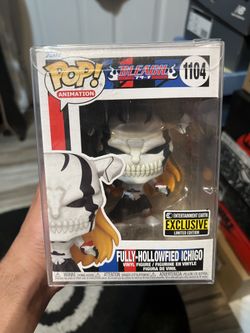 POP!
ANIMATION
BLEACH
1104
ENTERTAINMENT EARTH
EXCLUSIVE
LIMITED EDITION
FULLY-HOLLOWFIED ICHIGO
VINYL FIGURE / FIGURINE EN VINYLE
FIGURA DE VINIL